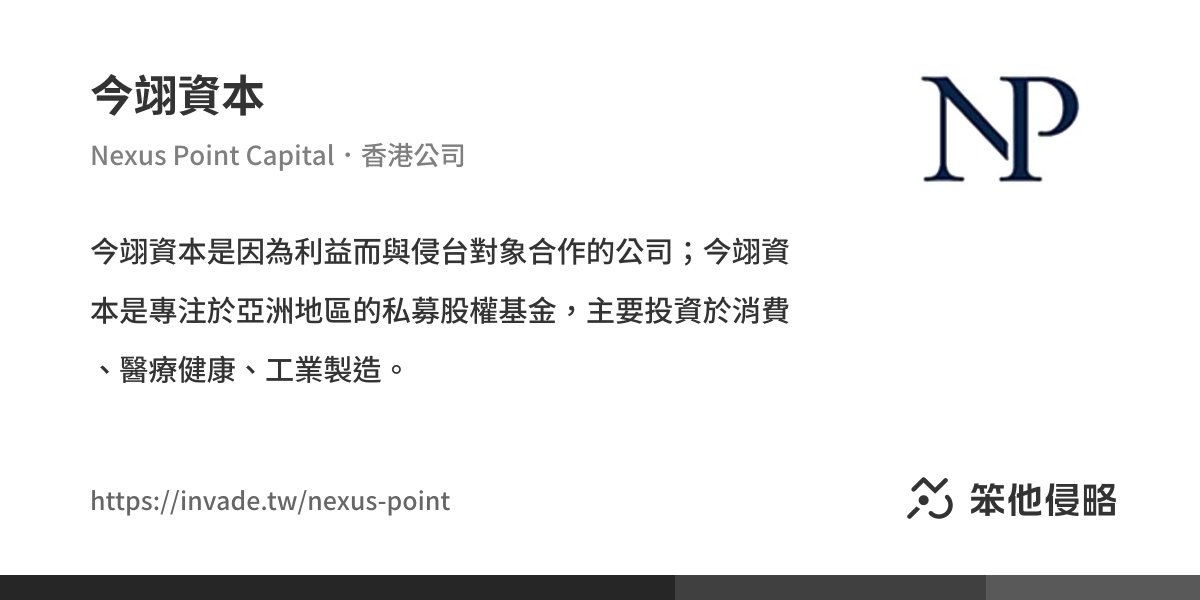 今翊資本
NP
Nexus Point Capital・香港公司
今翊資本是因為利益而與侵台對象合作的公司；今翊資
本是專注於亞洲地區的私募股權基金，主要投資於消費
、醫療健康、工業製造。
https://invade.tw/nexus-point
笨他侵略